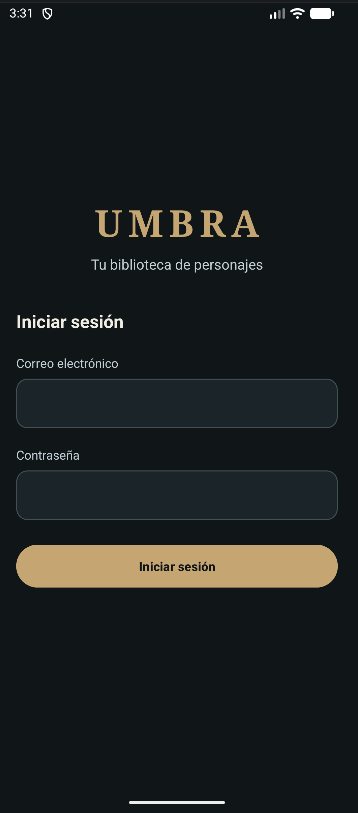 3:31
UMBRA
Tu biblioteca de personajes
Iniciar sesión
Correo electrónico
Contraseña
Iniciar sesión